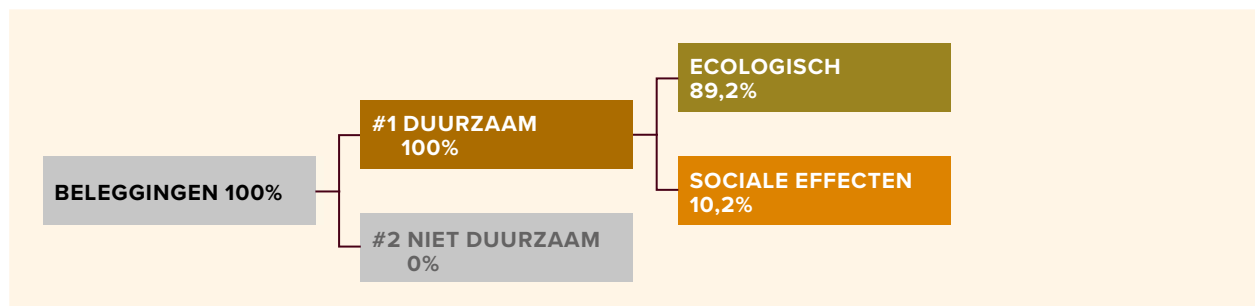 BELEGGINGEN 100%
#1 DUURZAAM
100%
#2 NIET DUURZAAM
0%
ECOLOGISCH
89,2%
SOCIALE EFFECTEN
10,2%